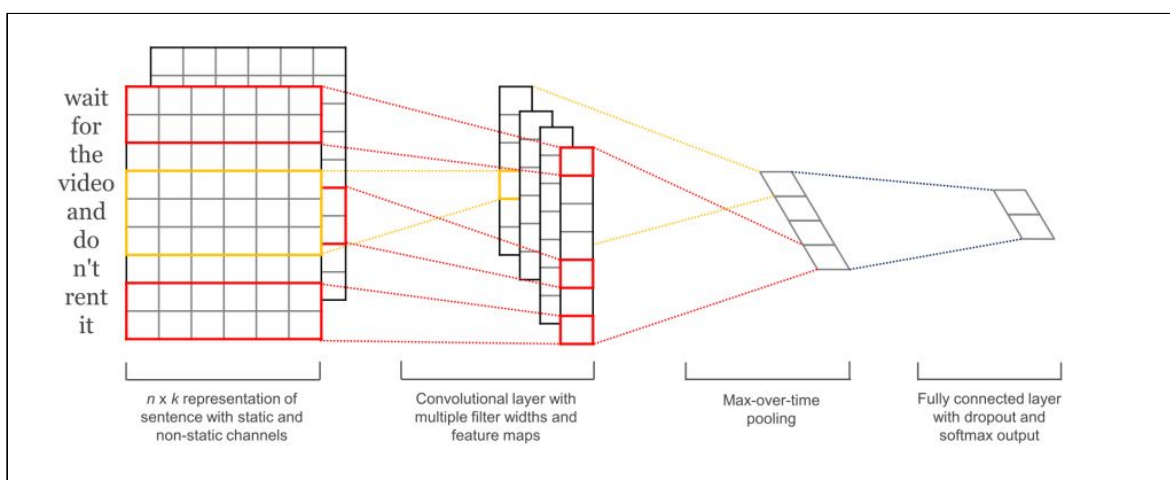 wait
for
the
video
and
do
n't
rent
it
n x k representation of
sentence with static and
non-static channels
Convolutional layer with
multiple filter widths and
feature maps
Max-over-time
pooling
Fully connected layer
with dropout and
softmax output